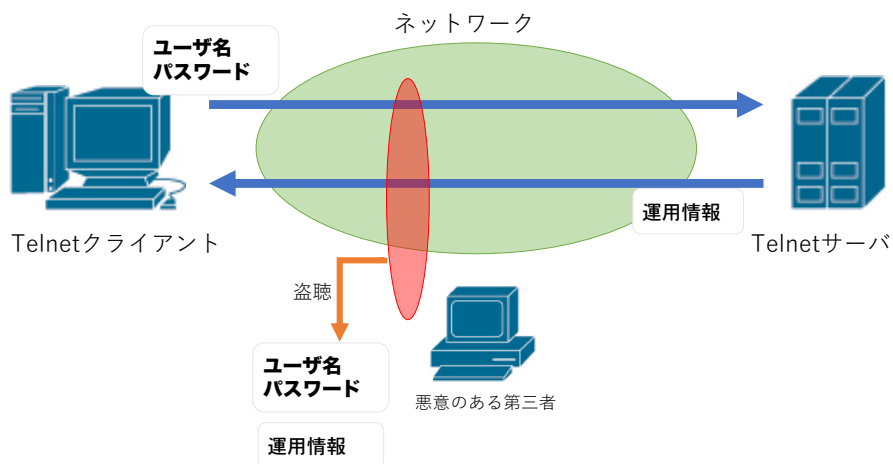 ネットワーク
ユーザ名
パスワード
運用情報
Telnetクライアント
Telnetサーバ
盗聴
ユーザ名
パスワード
悪意のある第三者
運用情報